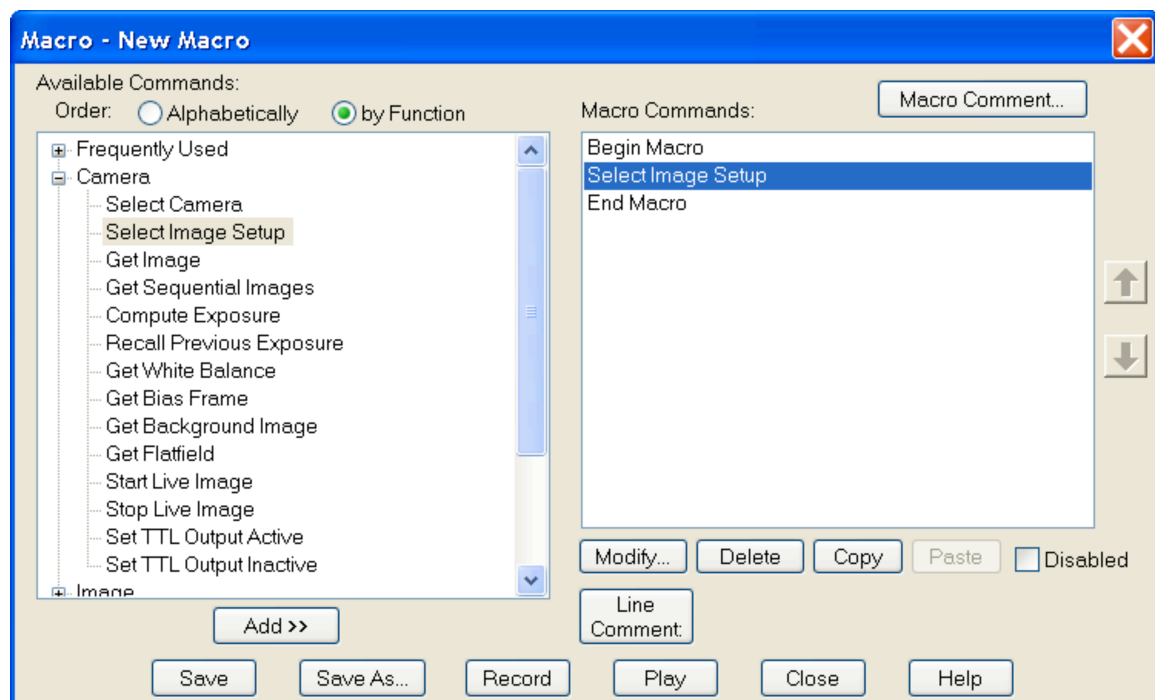 Macro - New Macro
Available Commands:
Order: Alphabetically by Function
Frequently Used
Camera
Select Camera
Select Image Setup
Get Image
Get Sequential Images
Compute Exposure
Recall Previous Exposure
Get White Balance
Get Bias Frame
Get Background Image
Get Flatfield
Start Live Image
Stop Live Image
Set TTL Output Active
Set TTL Output Inactive
Image
Add >>
Macro Commands:
Macro Comment...
Begin Macro
Select Image Setup
End Macro
Modify... Delete Copy Paste Disabled
Line
Comment:
Save Save As... Record Play Close Help